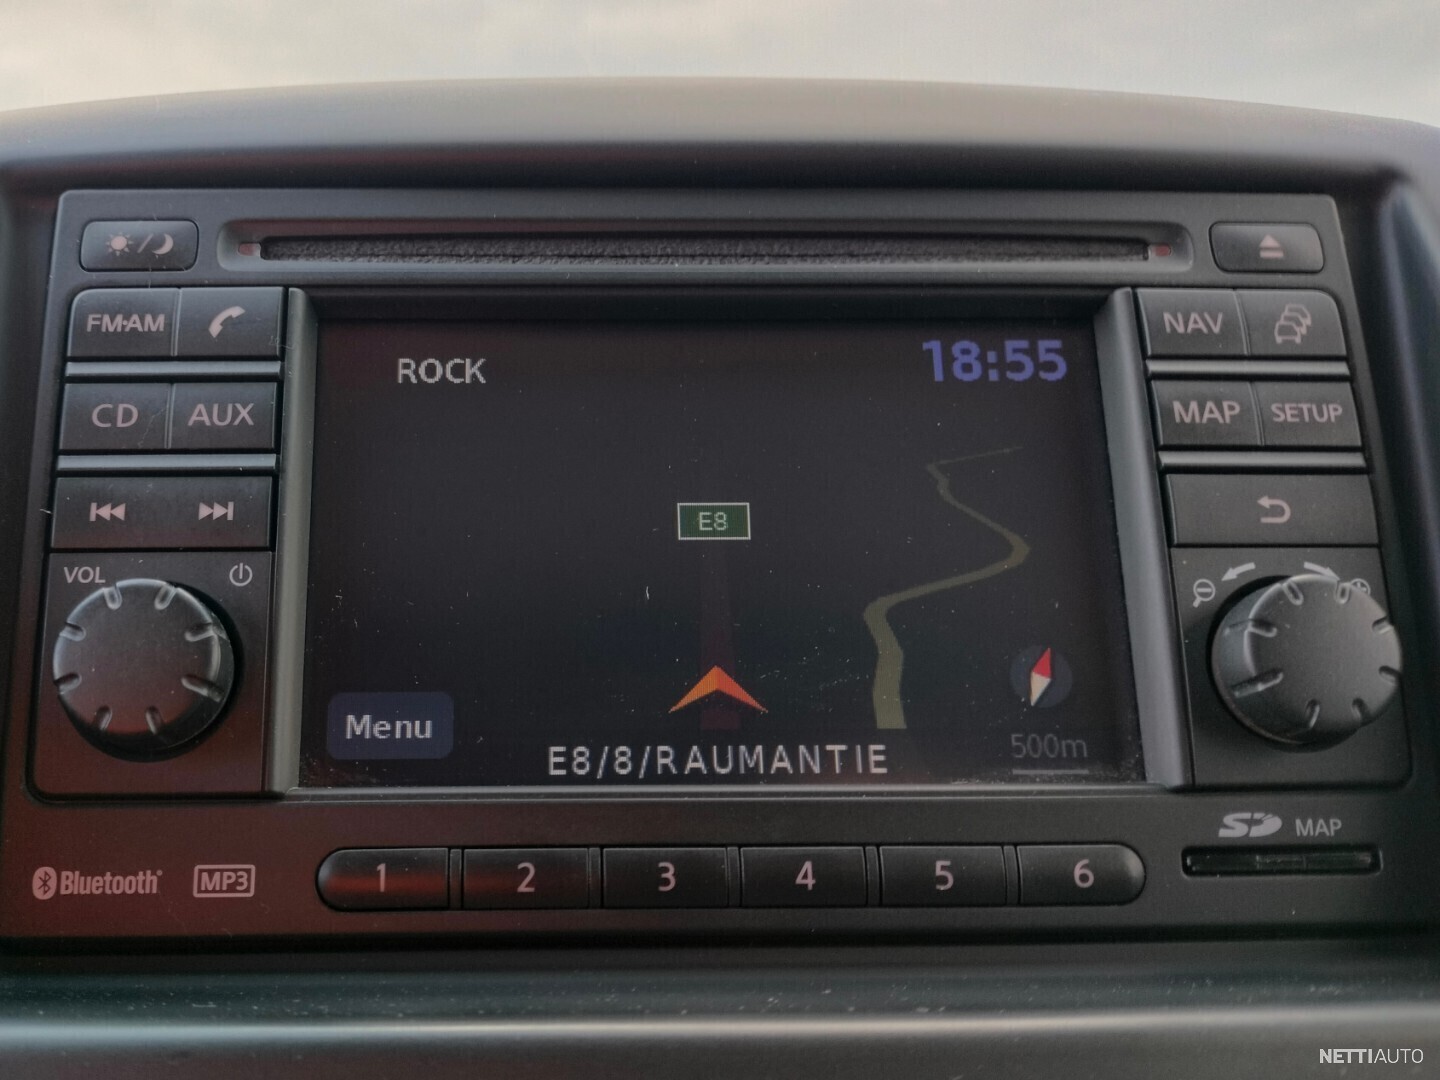 FM·AM
CD AUX
VOL
ROCK 18:55
E8
Menu
E8/8/RAUMANTIE
500m
NAV
MAP SETUP
SD MAP
Bluetooth MP3
1 2 3 4 5 6
NETTIAUTO